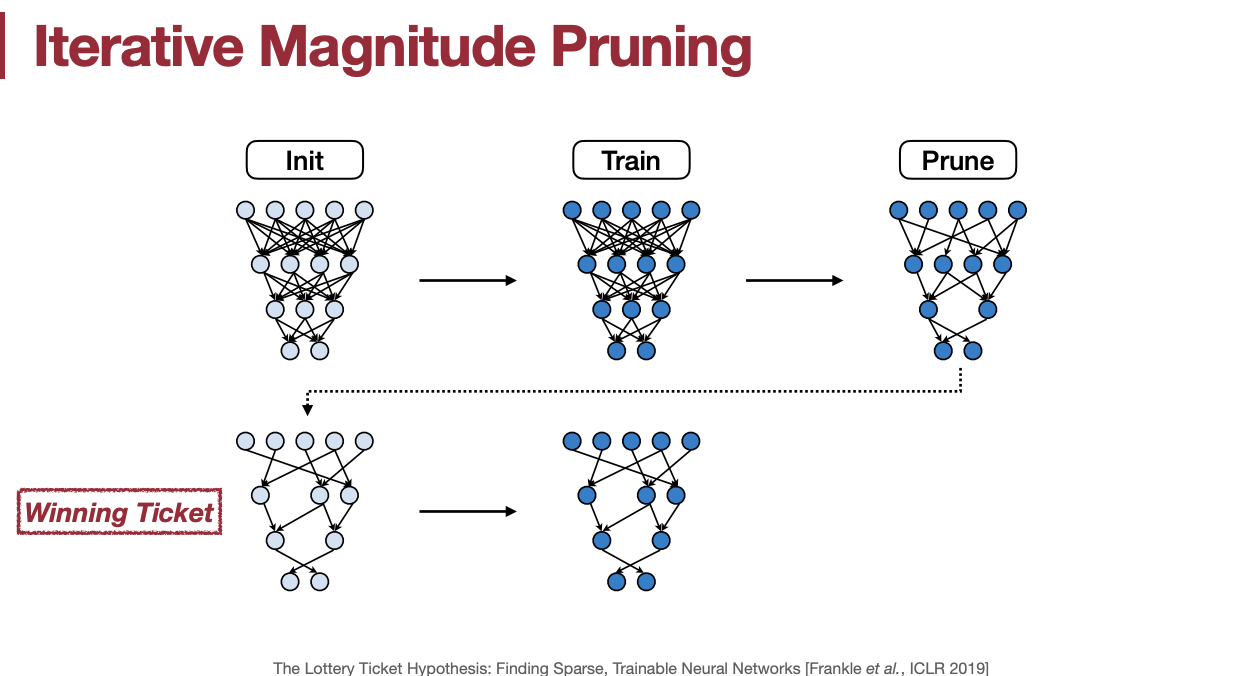 Iterative Magnitude Pruning
Init
Train
Prune
Winning Ticket
The Lottery Ticket Hypothesis: Finding Sparse, Trainable Neural Networks [Frankle et al., ICLR 2019]